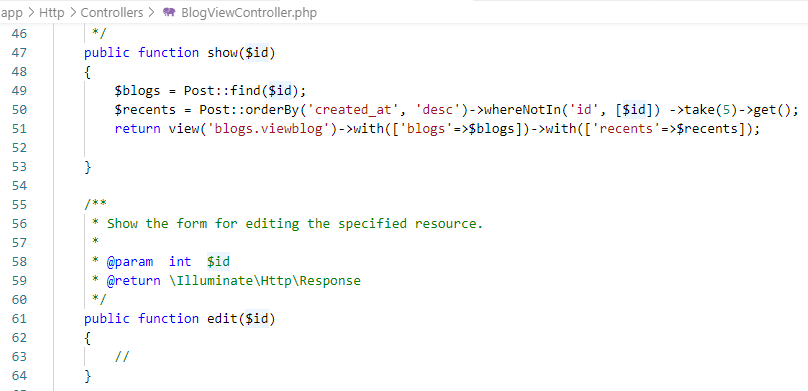 app > Http > Controllers > BlogViewController.php
46 */
47 public function show($id)
48 {
49 $blogs = Post::find($id);
50 $recents = Post::orderBy('created_at', 'desc')->whereNotIn('id', [$id]) ->take(5)->get();
51 return view('blogs.viewblog')->with(['blogs'=>$blogs])->with(['recents'=>$recents]);
52
53 }
54
55 /**
56 * Show the form for editing the specified resource.
57 *
58 * @param  int  $id
59 * @return \Illuminate\Http\Response
60 */
61 public function edit($id)
62 {
63 //
64 }